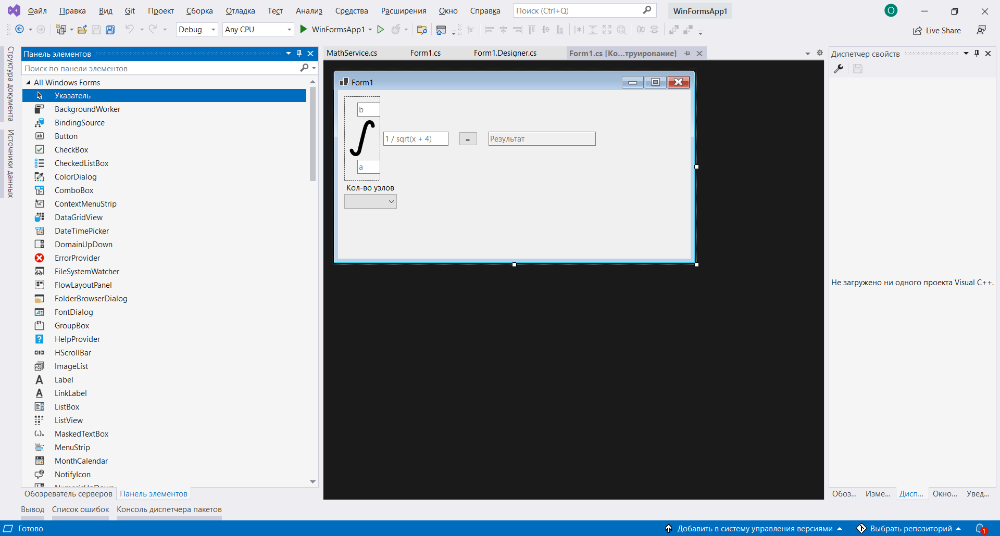 Файл Правка Вид Git Проект Сборка Отладка Тест Анализ Средства Расширения Окно Справка Поиск (Ctrl+Q) WinFormsApp1 O
Debug Any CPU WinFormsApp1 Live Share
Структура документа
Источники данных
Панель элементов
Поиск по панели элементов
All Windows Forms
Указатель
BackgroundWorker
BindingSource
Button
CheckBox
CheckedListBox
ColorDialog
ComboBox
ContextMenuStrip
DataGridView
DateTimePicker
DomainUpDown
ErrorProvider
FileSystemWatcher
FlowLayoutPanel
FolderBrowserDialog
FontDialog
GroupBox
HelpProvider
HScrollBar
ImageList
Label
LinkLabel
ListBox
ListView
MaskedTextBox
MenuStrip
MonthCalendar
NotifyIcon
NumericUpDown
Обозреватель серверов Панель элементов
MathService.cs Form1.cs Form1.Designer.cs Form1.cs [Ко...труирование]
Form1
b
∫ 1 / sqrt(x + 4) = Результат
a
Кол-во узлов
Диспетчер свойств
Не загружено ни одного проекта Visual C++.
Обоз... Изме... Дисп... Окно... Увед...
Вывод Список ошибок Консоль диспетчера пакетов
Готово Добавить в систему управления версиями Выбрать репозиторий 1